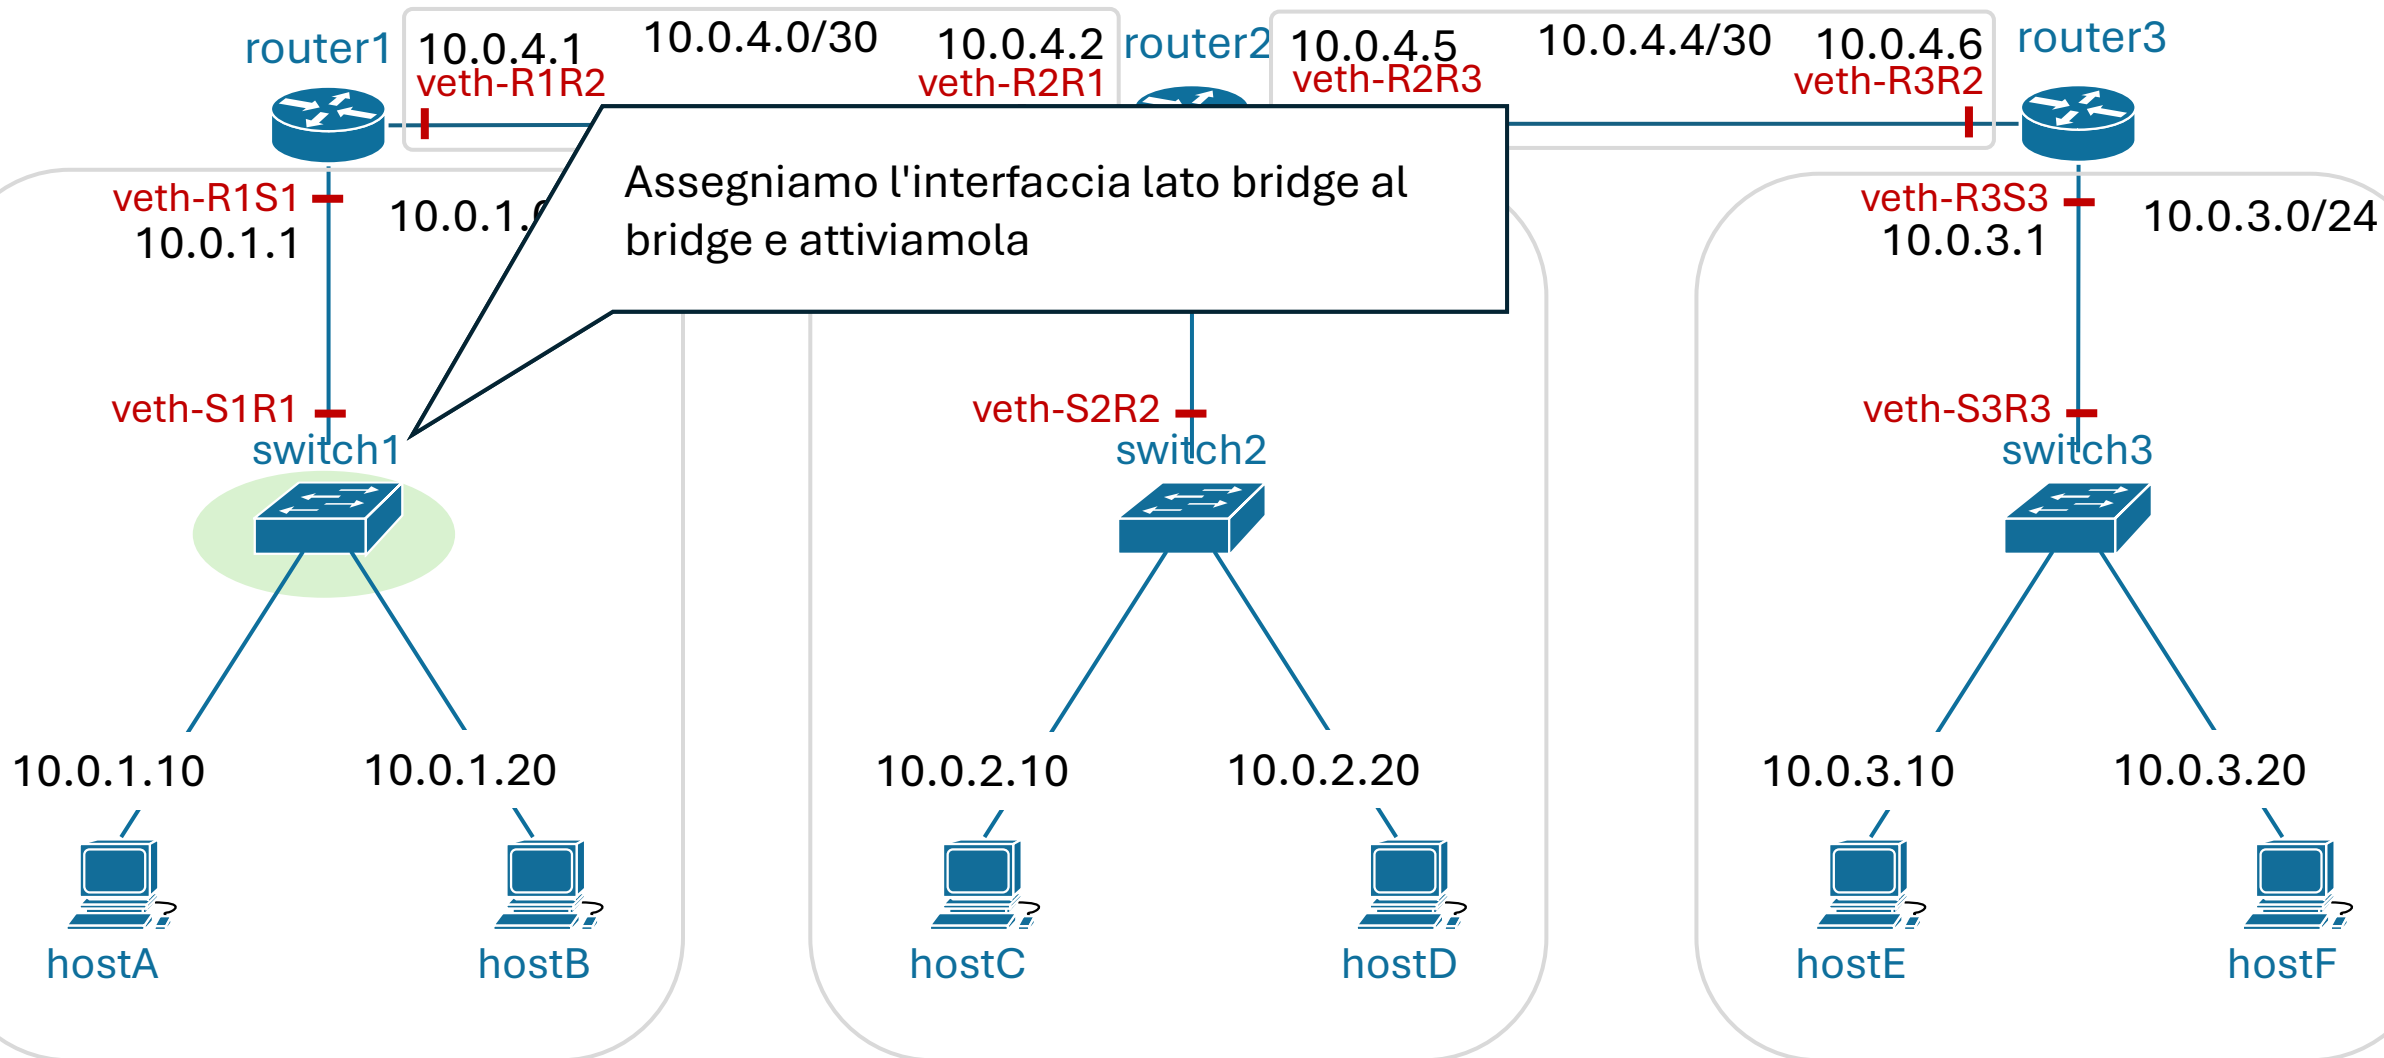 router1
10.0.4.1
10.0.4.0/30
10.0.4.2
router2
10.0.4.5
10.0.4.4/30
10.0.4.6
router3
veth-R1R2
veth-R2R1
veth-R2R3
veth-R3R2
Assegniamo l'interfaccia lato bridge al
bridge e attiviamola
veth-R1S1
10.0.1.1
10.0.1.
veth-R3S3
10.0.3.1
10.0.3.0/24
veth-S1R1
switch1
veth-S2R2
switch2
veth-S3R3
switch3
10.0.1.10
10.0.1.20
10.0.2.10
10.0.2.20
10.0.3.10
10.0.3.20
hostA
hostB
hostC
hostD
hostE
hostF